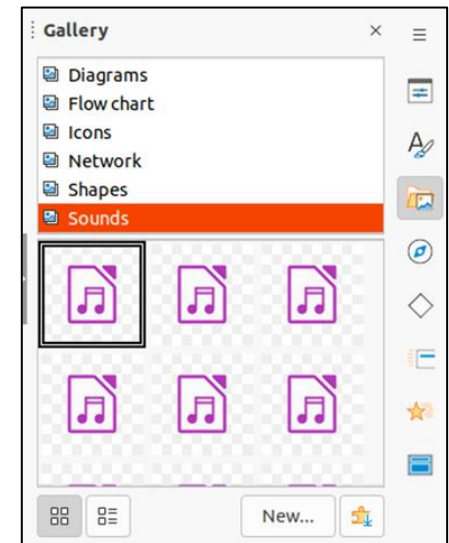 Gallery
Diagrams
Flow chart
Icons
Network
Shapes
Sounds
New...